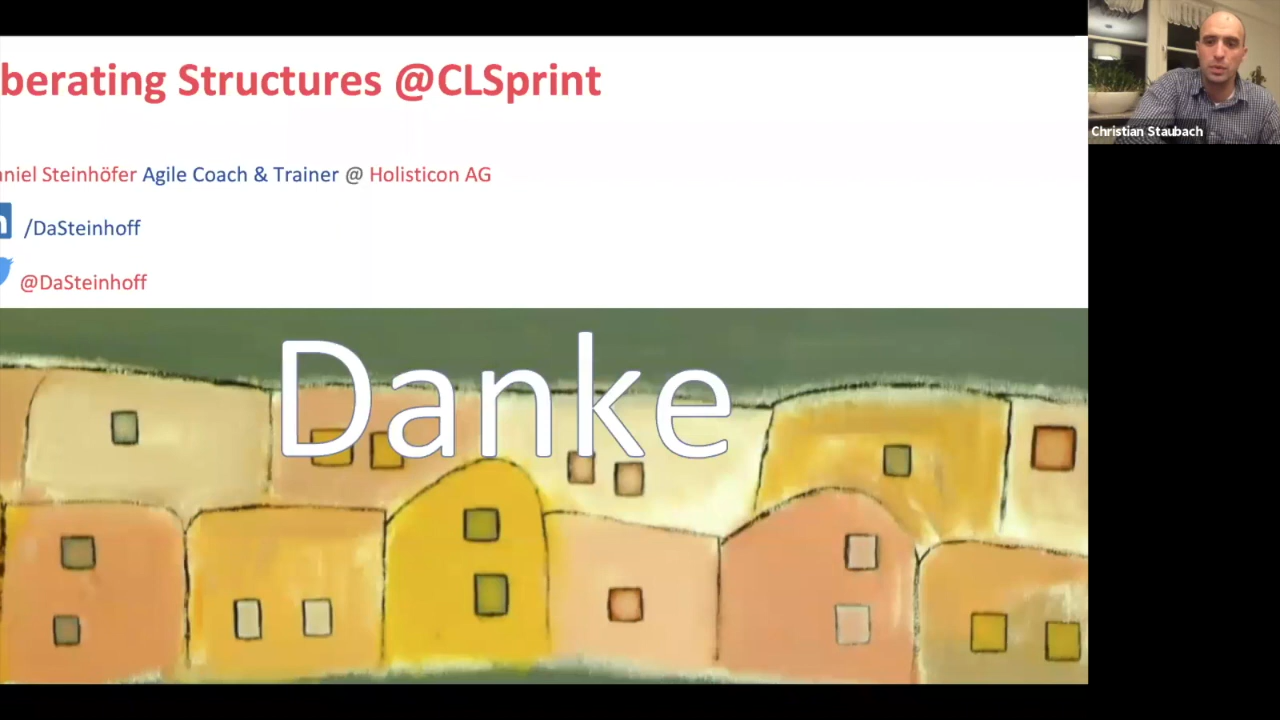 berating Structures @CLSprint
niel Steinhöfer Agile Coach & Trainer @ Holisticon AG
/DaSteinhoff
@DaSteinhoff
Danke
Christian Staubach